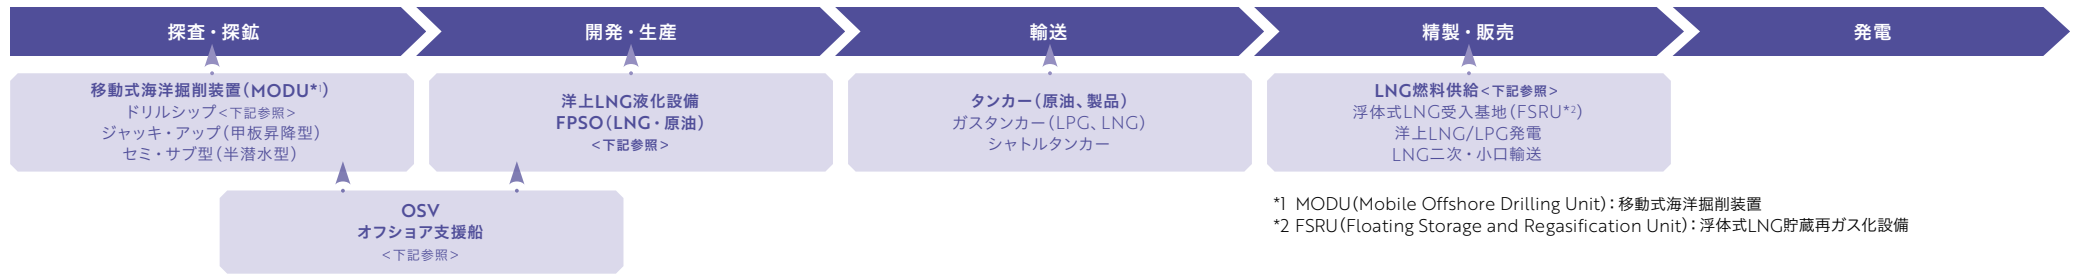 探査・探鉱
開発・生産
輸送
精製・販売
発電
移動式海洋掘削装置(MODU*1)
ドリルシップ<下記参照>
ジャッキ・アップ(甲板昇降型)
セミ・サブ型(半潜水型)
洋上LNG液化設備
FPSO(LNG・原油)
<下記参照>
タンカー(原油、製品)
ガスタンカー(LPG、LNG)
シャトルタンカー
LNG燃料供給<下記参照>
浮体式LNG受入基地(FSRU*2)
洋上LNG/LPG発電
LNG二次・小口輸送
OSV
オフショア支援船
<下記参照>
*1 MODU(Mobile Offshore Drilling Unit):移動式海洋掘削装置
*2 FSRU(Floating Storage and Regasification Unit):浮体式LNG貯蔵再ガス化設備